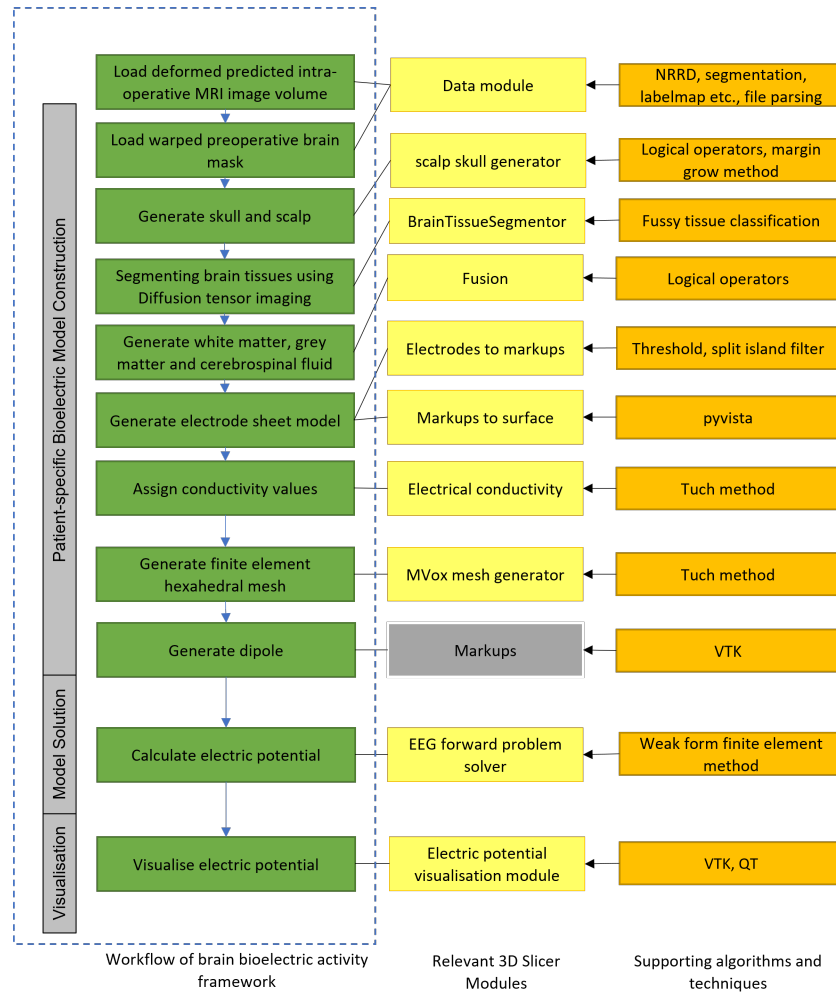 Load deformed predicted intra-
operative MRI image volume
Data module
NRRD, segmentation,
labelmap etc., file parsing
Load warped preoperative brain
mask
scalp skull generator
Logical operators, margin
grow method
Generate skull and scalp
BrainTissueSegmentor
Fussy tissue classification
Segmenting brain tissues using
Diffusion tensor imaging
Fusion
Logical operators
Generate white matter, grey
matter and cerebrospinal fluid
Electrodes to markups
Threshold, split island filter
Generate electrode sheet model
Markups to surface
pyvista
Assign conductivity values
Electrical conductivity
Tuch method
Generate finite element
hexahedral mesh
MVox mesh generator
Tuch method
Generate dipole
Markups
VTK
Calculate electric potential
EEG forward problem
solver
Weak form finite element
method
Visualise electric potential
Electric potential
visualisation module
VTK, QT
Patient-specific Bioelectric Model Construction
Model Solution
Visualisation
Workflow of brain bioelectric activity
framework
Relevant 3D Slicer
Modules
Supporting algorithms and
techniques